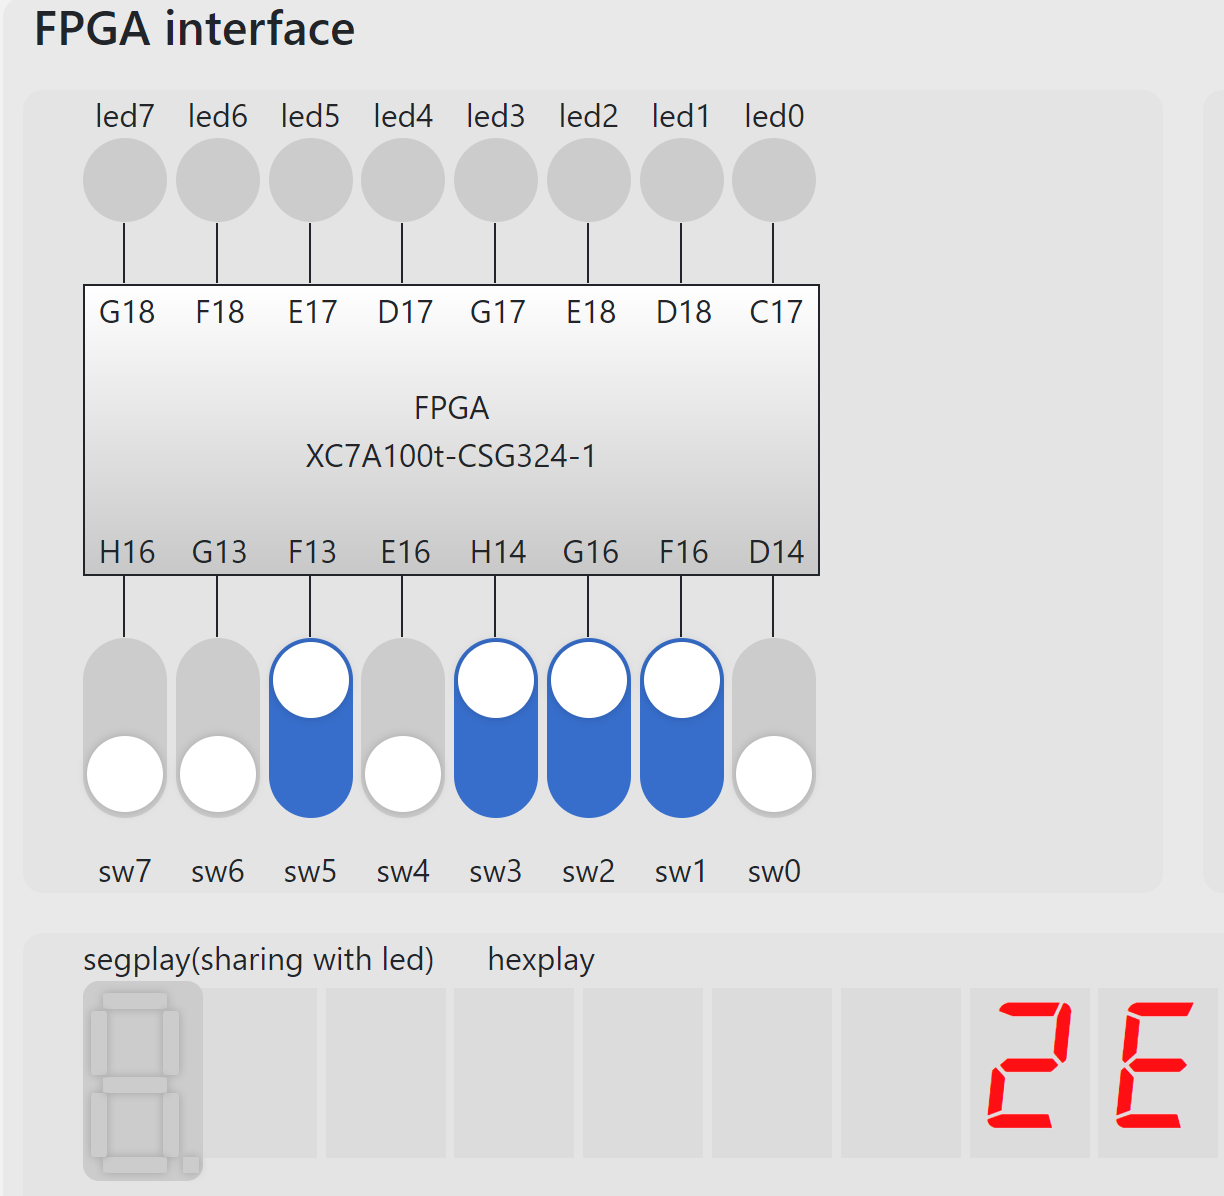 FPGA interface
led7 led6 led5 led4 led3 led2 led1 led0
G18 F18 E17 D17 G17 E18 D18 C17
FPGA
XC7A100t-CSG324-1
H16 G13 F13 E16 H14 G16 F16 D14
sw7 sw6 sw5 sw4 sw3 sw2 sw1 sw0
segplay(sharing with led) hexplay
2E